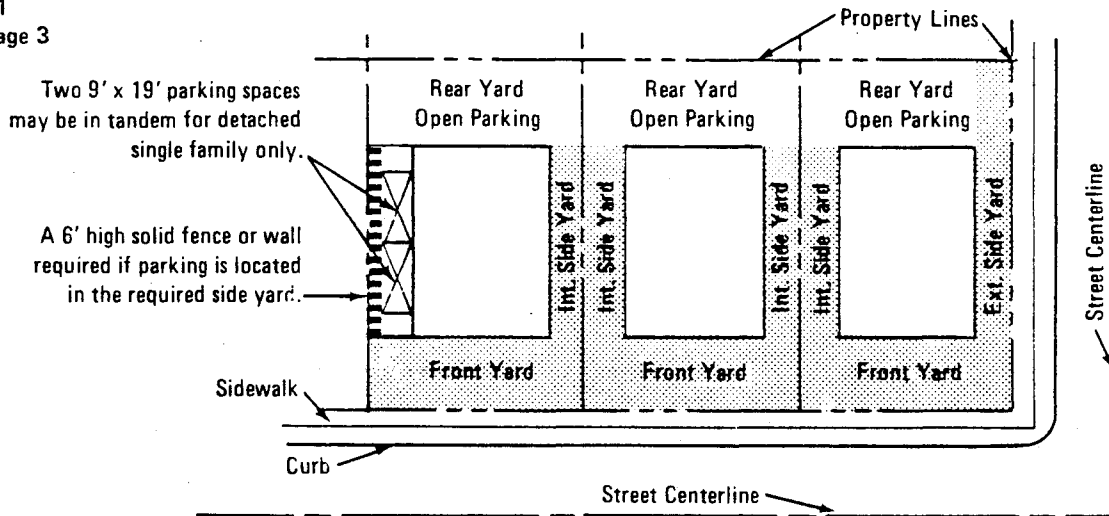 1
age 3
Property Lines
Two 9' x 19' parking spaces
may be in tandem for detached
single family only.
Rear Yard
Open Parking
Rear Yard
Open Parking
Rear Yard
Open Parking
A 6' high solid fence or wall
required if parking is located
in the required side yard.
Int. Side Yard
Int. Side Yard
Int. Side Yard
Int. Side Yard
Ext. Side Yard
Street Centerline
Front Yard
Front Yard
Front Yard
Sidewalk
Curb
Street Centerline